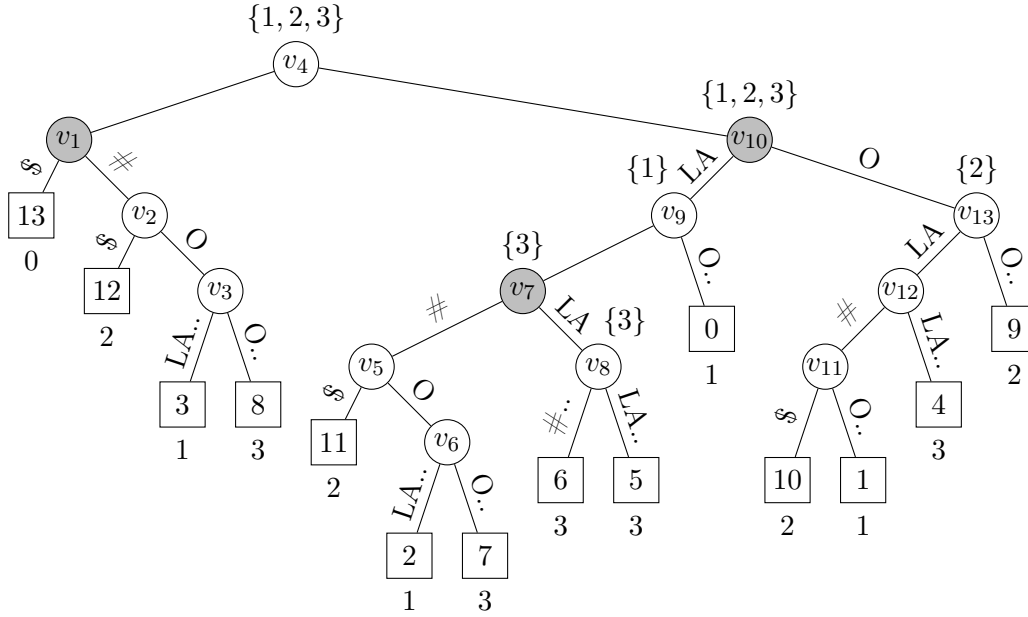 {1, 2, 3}
v4
{1, 2, 3}
v1
v10
$
#
{1}
LA
O
{2}
13
v2
v9
v13
0
$
O
{3}
O..
LA
O..
12
v3
v7
v12
2
#
LA
{3}
0
#
LA..
9
LA...
O..
v5
v8
1
v11
2
3
8
$
O
4
1
3
11
v6
#..
LA..
$
O..
3
2
LA...
O..
6
5
10
1
3
3
2
1
2
7
1
3